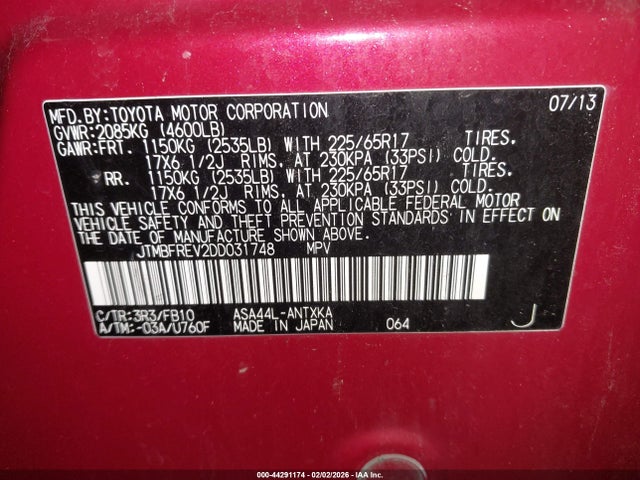 MFD.BY:TOYOTA MOTOR CORPORATION 07/13
GVWR:2085KG (4600LB)
GAWR:FRT. 1150KG (2535LB) WITH 225/65R17 TIRES.
17X6 1/2J RIMS, AT 230KPA (33PSI) COLD.
RR. 1150KG (2535LB) WITH 225/65R17 TIRES.
17X6 1/2J RIMS, AT 230KPA (33PSI) COLD.
THIS VEHICLE CONFORMS TO ALL APPLICABLE FEDERAL MOTOR
VEHICLE SAFETY AND THEFT PREVENTION STANDARDS IN EFFECT ON
THE DATE OF MANUFACTURE SHOWN ABOVE.
JTMBFREV2DD031748 MPV
C/TR:3R3/FB10 ASA44L-ANTXKA
A/TM:-03A/U760F MADE IN JAPAN 064 J
000-44291174 - 02/02/2026 - IAA Inc.